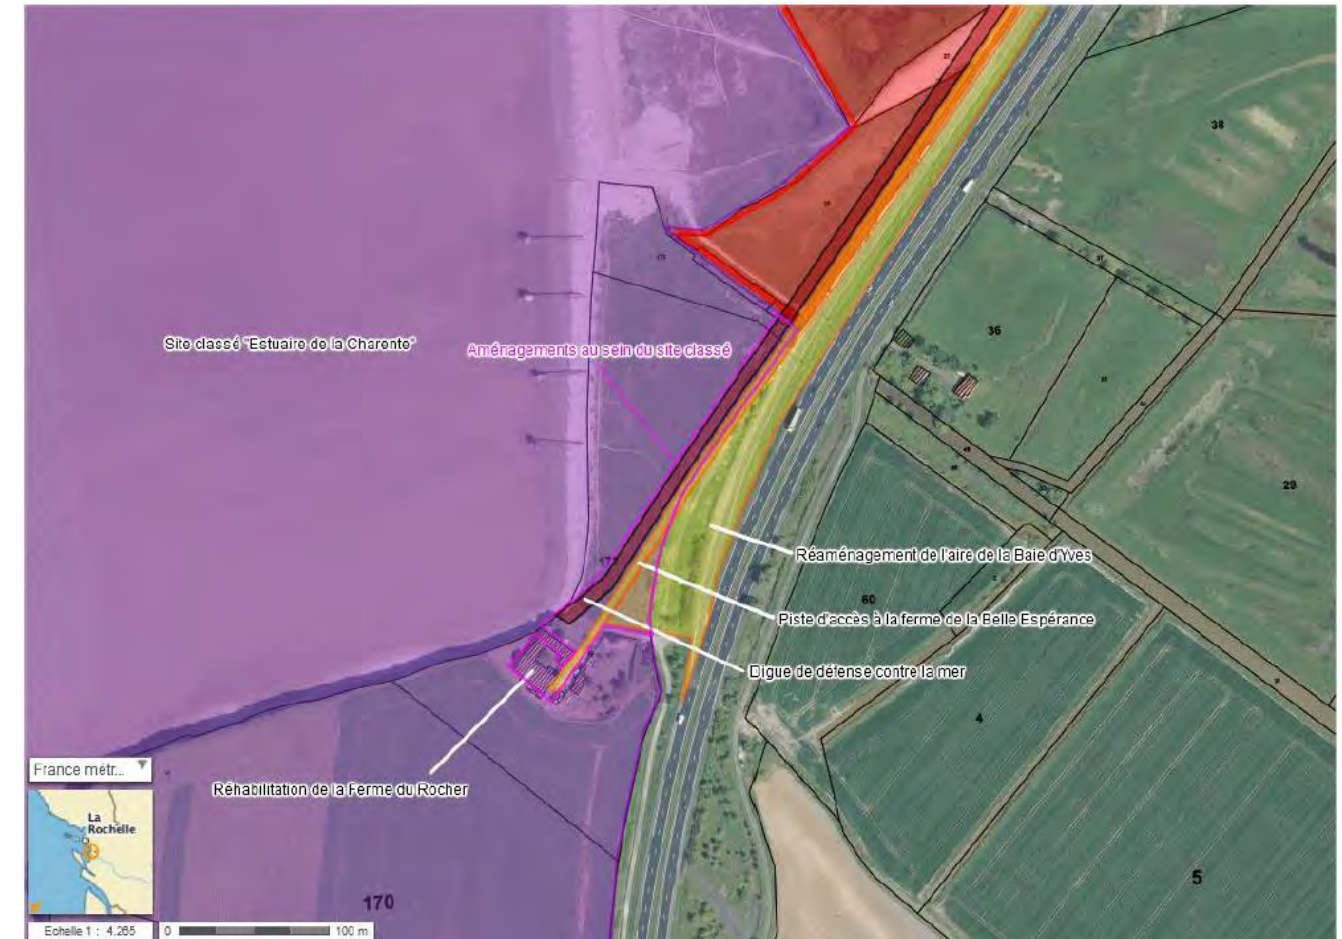 38
36
29
Site classé "Estuaire de la Charente"
Aménagements au sein du site classé
Réaménagement de l'aire de la Baie d'Yves
60
Piste d'accès à la ferme de la Belle Espérance
Digue de défense contre la mer
4
Réhabilitation de la Ferme du Rocher
France métr...
La
Rochelle
170
5
Echelle 1 : 4.265
0 100 m